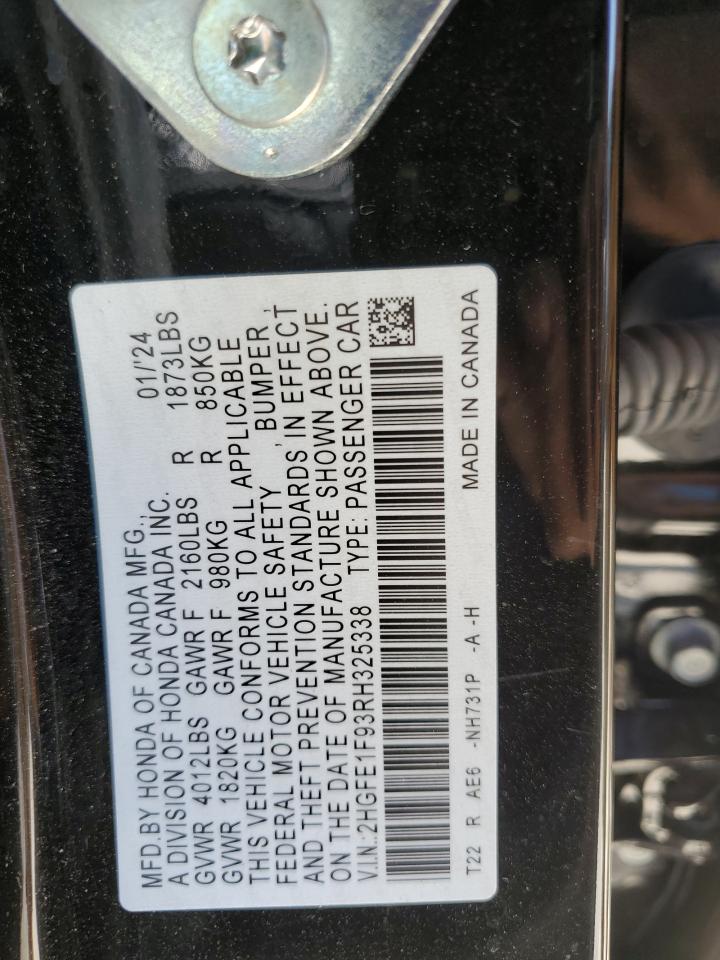 MFD.BY HONDA OF CANADA MFG., 01/'24
A DIVISION OF HONDA CANADA INC.
GVWR 4012LBS GAWR F 2160LBS R 1873LBS
GVWR 1820KG GAWR F 980KG R 850KG
THIS VEHICLE CONFORMS TO ALL APPLICABLE
FEDERAL MOTOR VEHICLE SAFETY, BUMPER,
AND THEFT PREVENTION STANDARDS IN EFFECT
ON THE DATE OF MANUFACTURE SHOWN ABOVE.
V.I.N.:2HGFE1F93RH325338 TYPE: PASSENGER CAR
T22 R AE6 -NH731P -A -H MADE IN CANADA